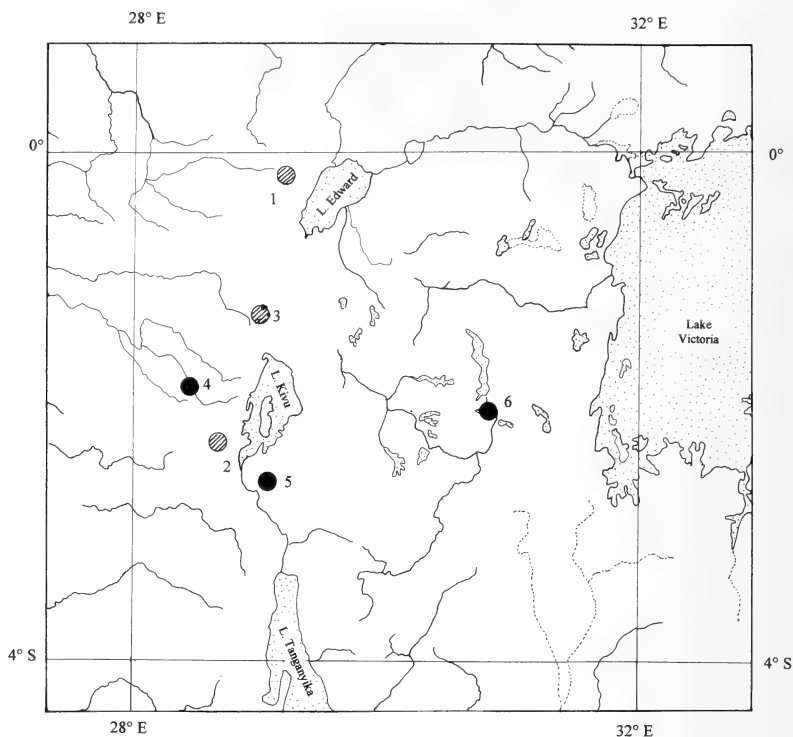 28° E
32° E
0°
0°
1
L. Edward
3
Lake
Victoria
4
L. Kivu
6
2
5
L. Tanganyika
4° S
4° S
28° E
32° E